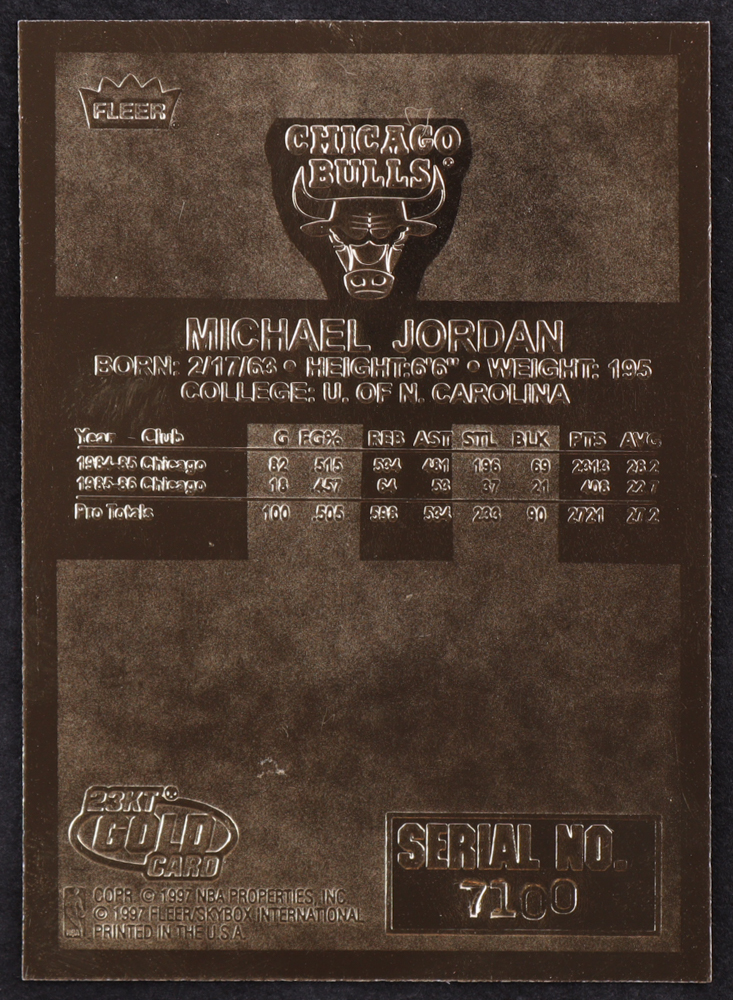 FLEER
CHICAGO
BULLS
MICHAEL JORDAN
BORN: 2/17/63 • HEIGHT:6'6" • WEIGHT: 195
COLLEGE: U. OF N. CAROLINA
Year - Club G FG% REB AST STL BLK PTS AVG
1984-85 Chicago 82 .515 534 481 196 69 2313 28.2
1985-86 Chicago 18 .457 64 53 37 21 408 22.7
Pro Totals 100 .505 598 534 233 90 2721 27.2
23KT
GOLD
CARD
SERIAL NO.
7100
COPR. © 1997 NBA PROPERTIES, INC.
© 1997 FLEER/SKYBOX INTERNATIONAL
PRINTED IN THE U.S.A.